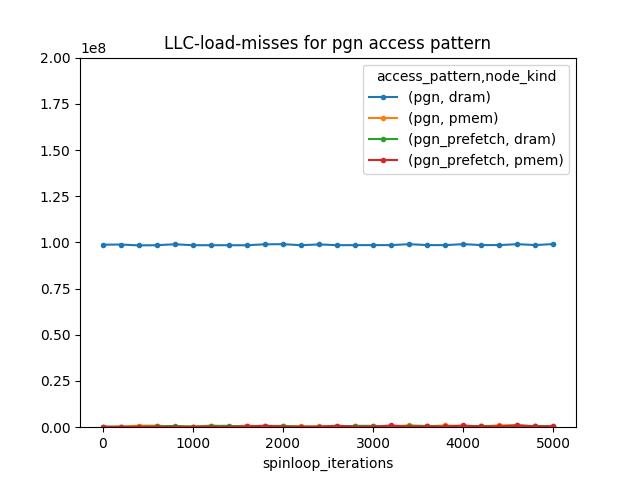 LLC-load-misses for pgn access pattern
1e8
2.00
1.75
1.50
1.25
1.00
0.75
0.50
0.25
0.00
access_pattern,node_kind
(pgn, dram)
(pgn, pmem)
(pgn_prefetch, dram)
(pgn_prefetch, pmem)
0 1000 2000 3000 4000 5000
spinloop_iterations